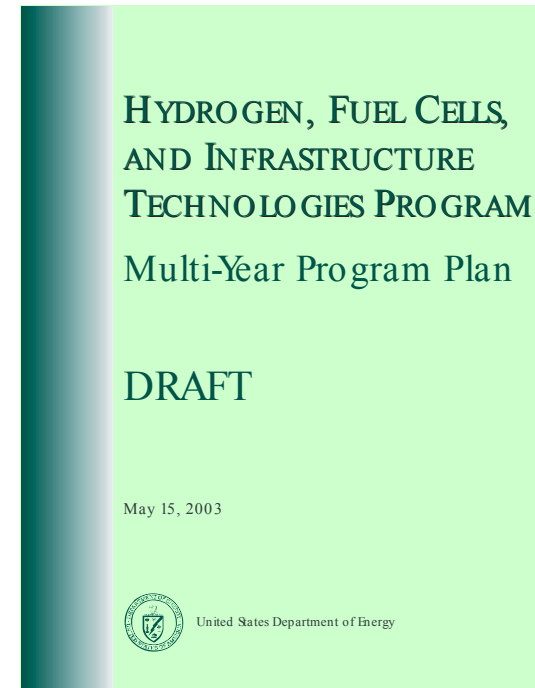 HYDROGEN, FUEL CELLS,
AND INFRASTRUCTURE
TECHNOLOGIES PROGRAM
Multi-Year Program Plan
DRAFT
May 15, 2003
United States Department of Energy